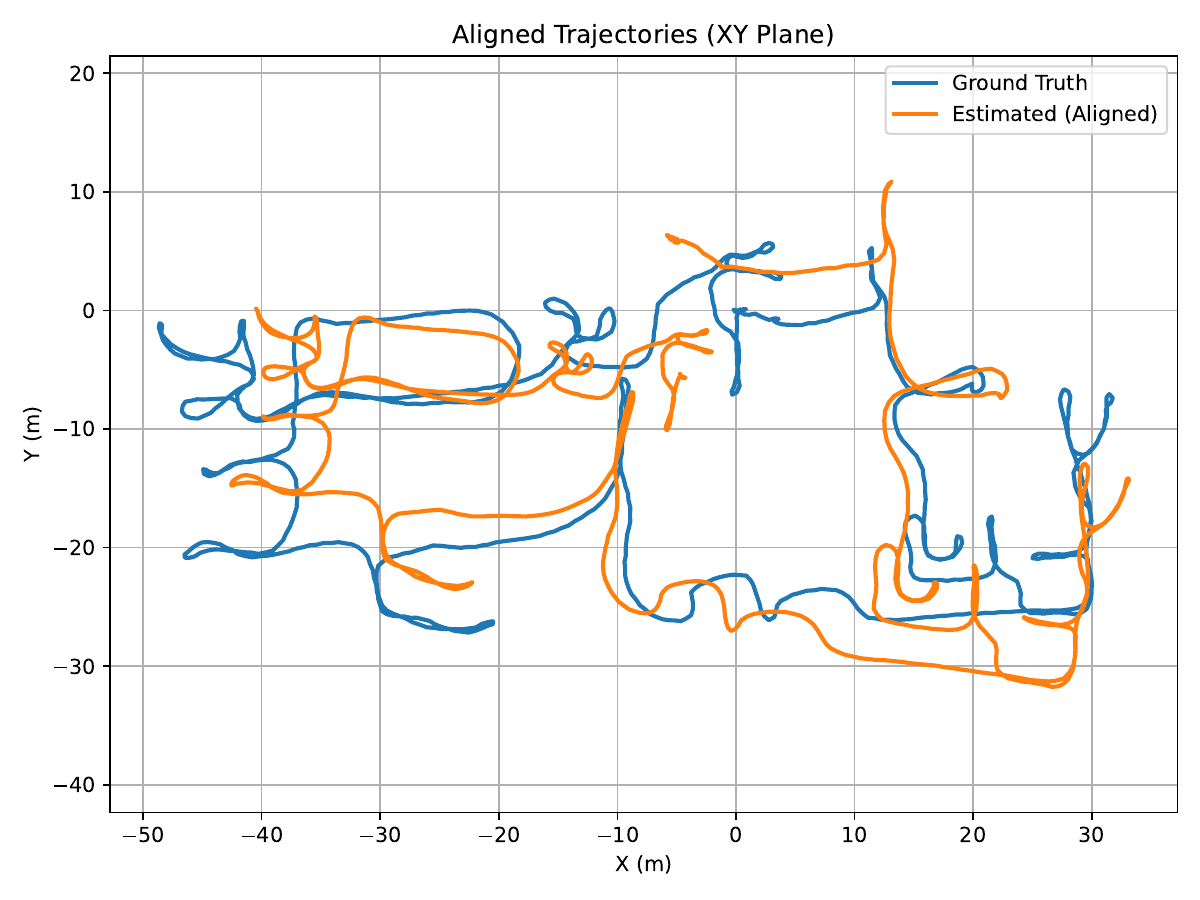 Aligned Trajectories (XY Plane)
Ground Truth
Estimated (Aligned)
20
10
0
−10
−20
−30
−40
Y (m)
−50 −40 −30 −20 −10 0 10 20 30
X (m)